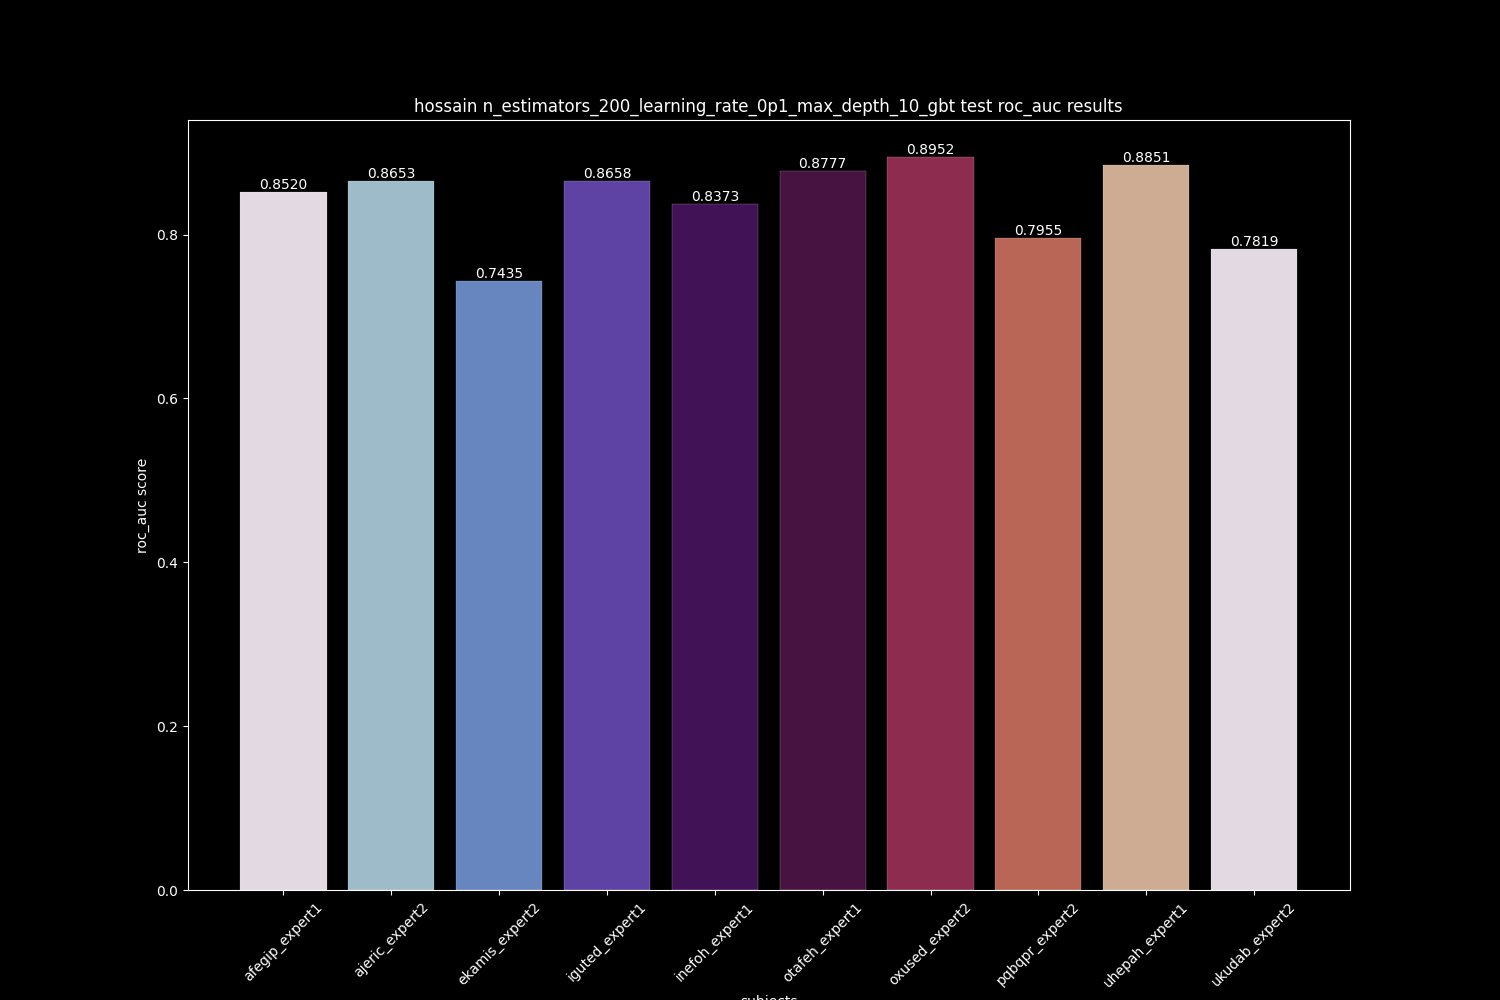 hossain n_estimators_200_learning_rate_0p1_max_depth_10_gbt test roc_auc results
0.8520
0.8653
0.7435
0.8658
0.8373
0.8777
0.8952
0.7955
0.8851
0.7819
0.8
0.6
0.4
0.2
0.0
roc_auc score
afegip_expert1
ajeric_expert2
ekamis_expert2
iguted_expert1
inefoh_expert1
otafeh_expert1
oxused_expert2
pqbqpr_expert2
uhepah_expert1
ukudab_expert2
subjects